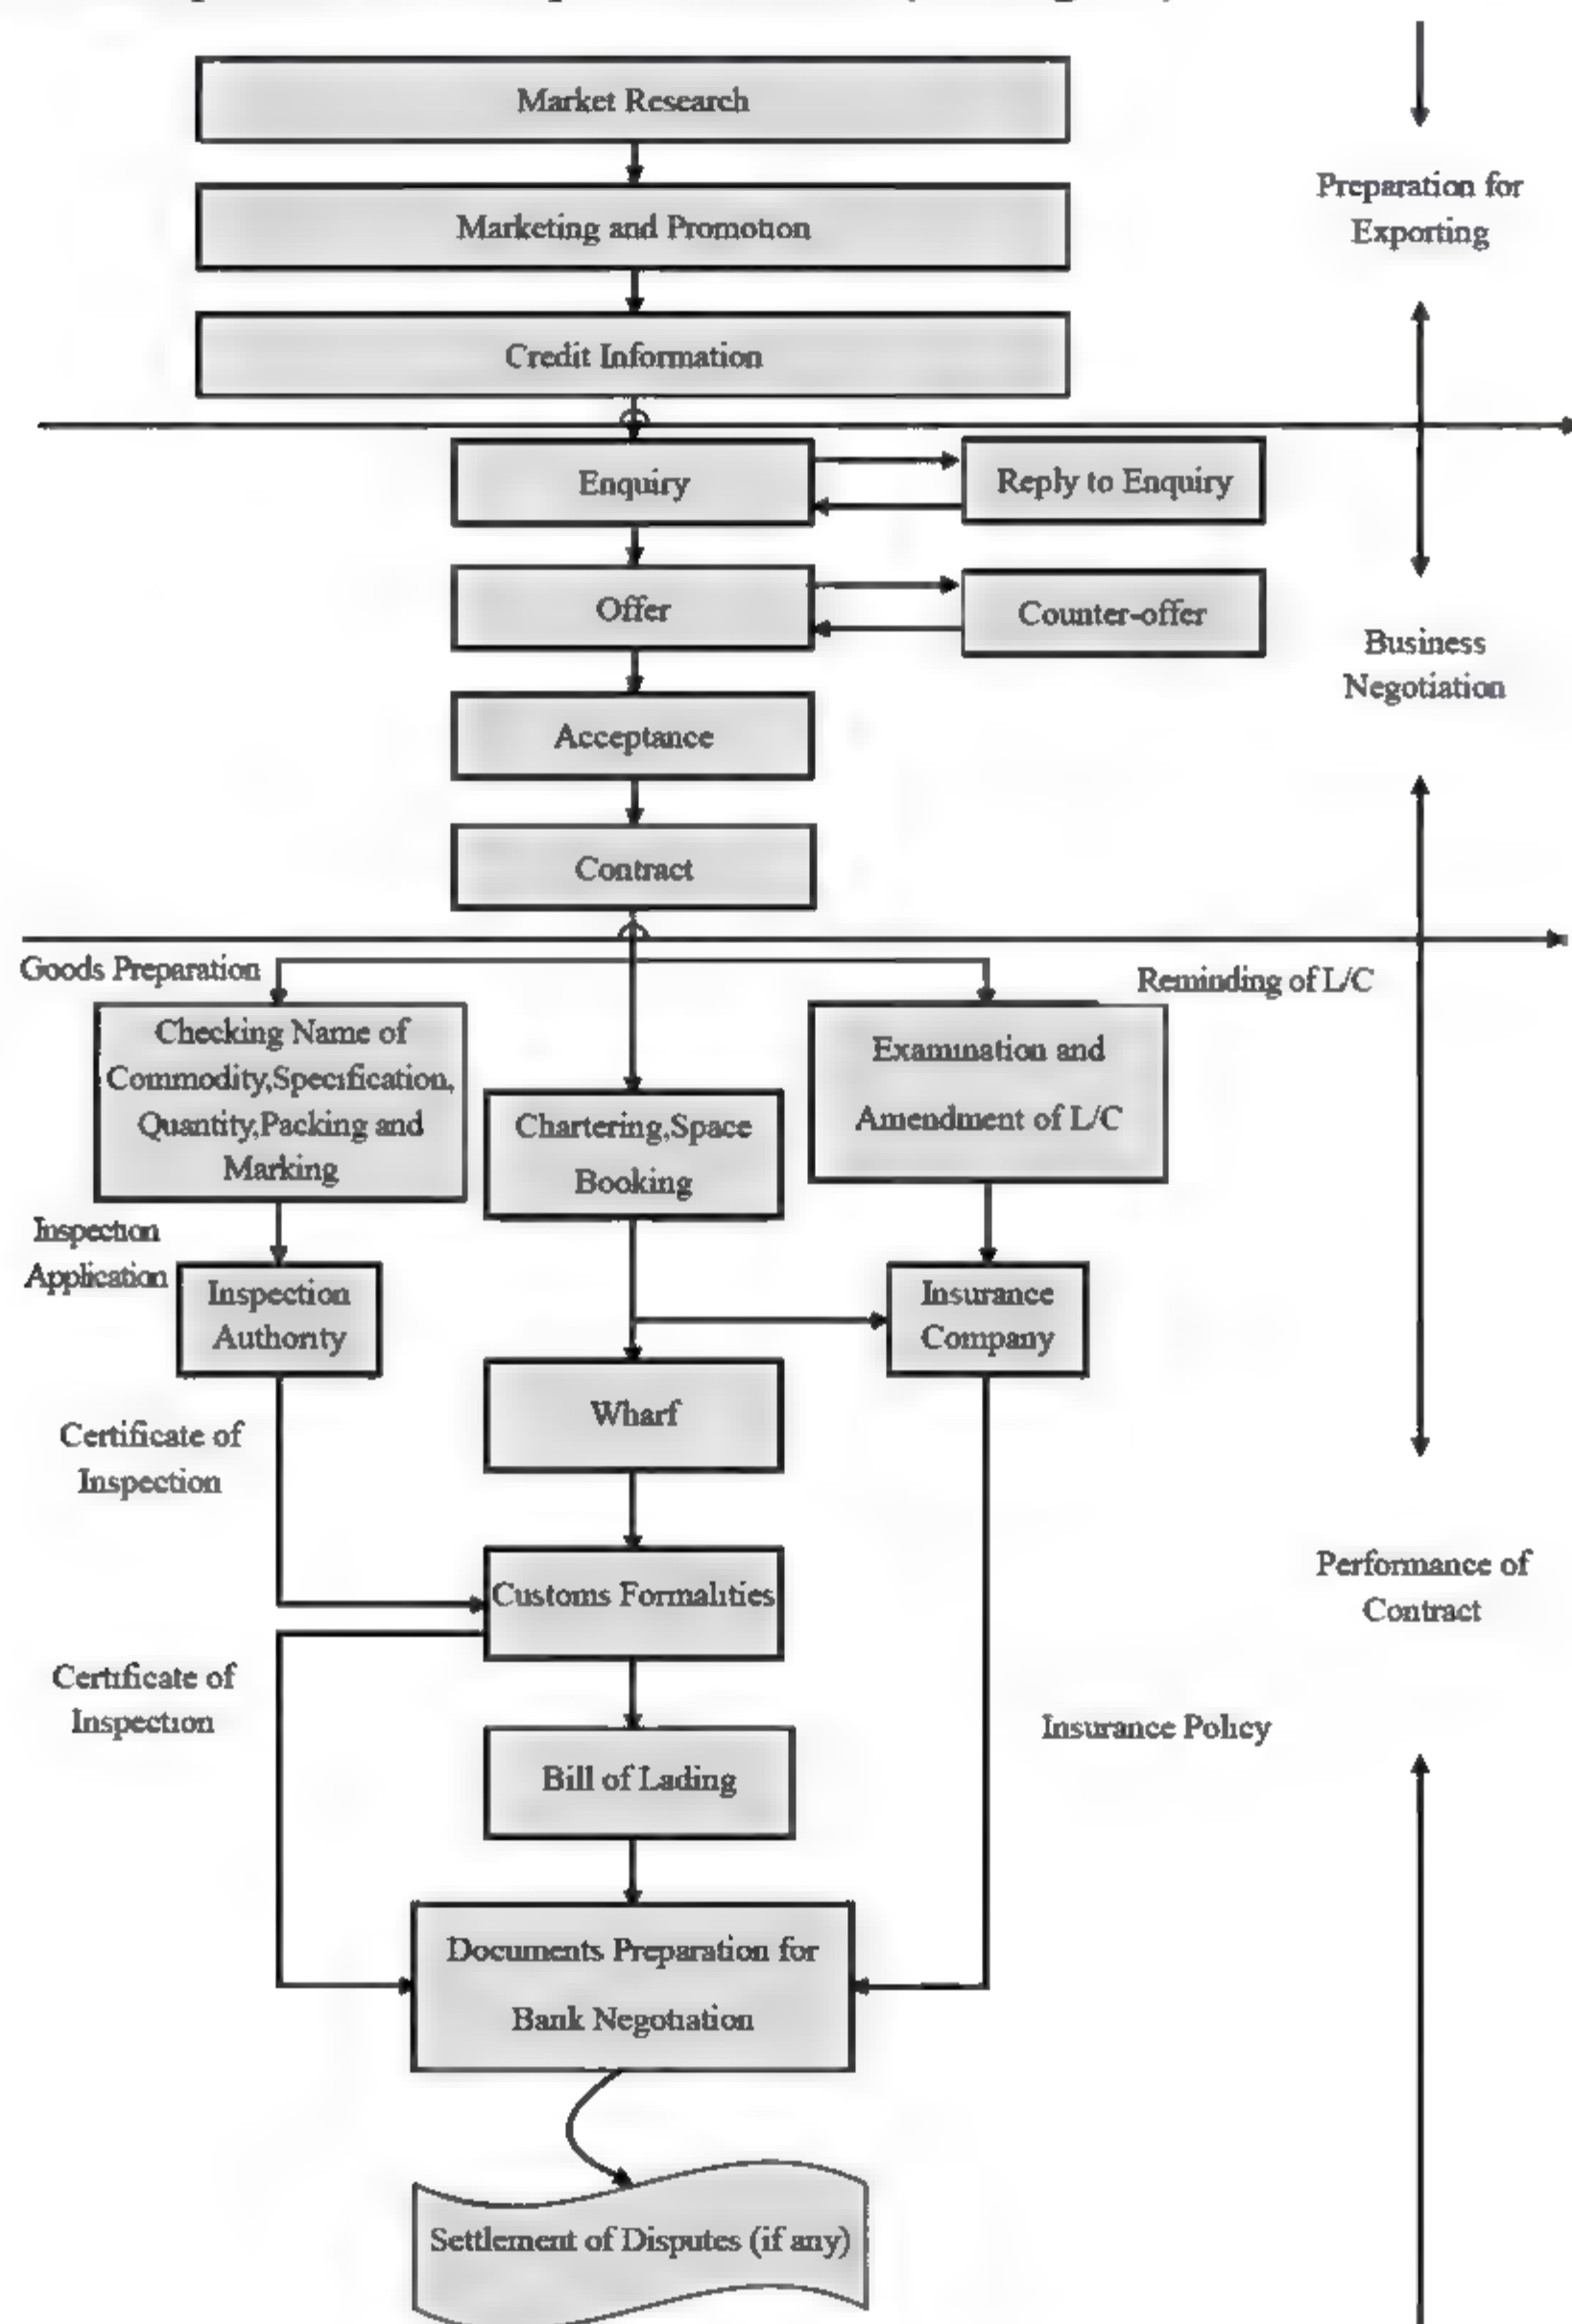 Market Research
Marketing and Promotion
Credit Information
Preparation for
Exporting
Enquiry
Reply to Enquiry
Offer
Counter-offer
Acceptance
Contract
Business
Negotiation
Goods Preparation
Reminding of L/C
Checking Name of
Commodity,Specification,
Quantity,Packing and
Marking
Chartering,Space
Booking
Examination and
Amendment of L/C
Inspection
Application
Inspection
Authority
Insurance
Company
Wharf
Certificate of
Inspection
Customs Formalities
Performance of
Contract
Certificate of
Inspection
Insurance Policy
Bill of Lading
Documents Preparation for
Bank Negotiation
Settlement of Disputes (if any)